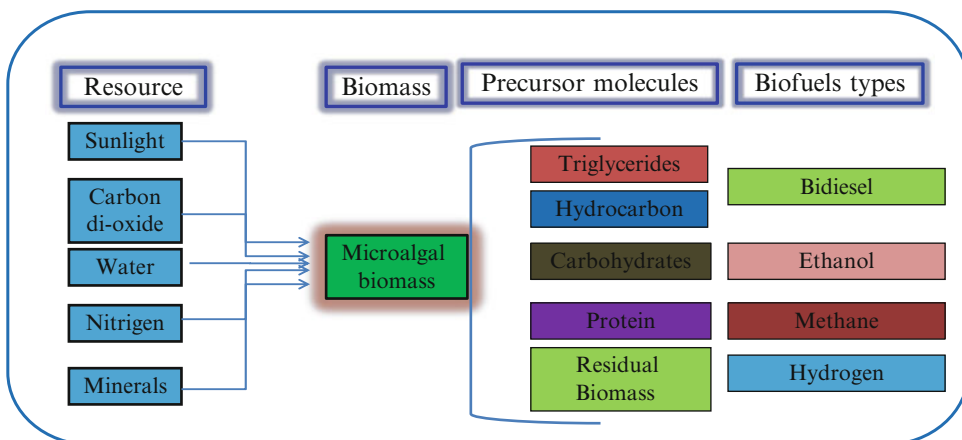 Resource
Biomass
Precursor molecules
Biofuels types
Sunlight
Carbon
di-oxide
Water
Nitrigen
Minerals
Microalgal
biomass
Triglycerides
Hydrocarbon
Carbohydrates
Protein
Residual
Biomass
Bidiesel
Ethanol
Methane
Hydrogen